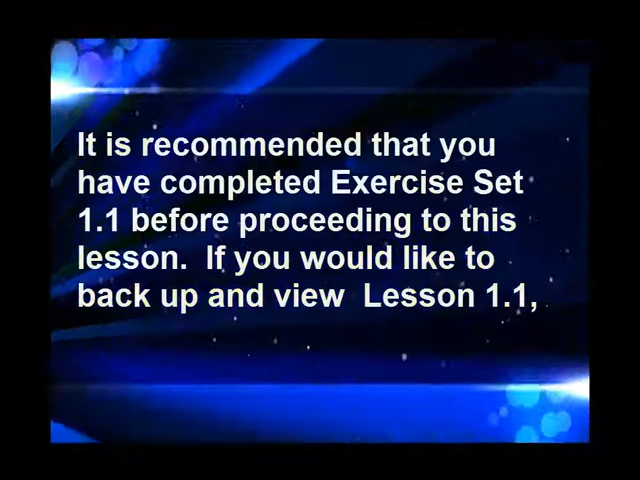 It is recommended that you
have completed Exercise Set
1.1 before proceeding to this
lesson.  If you would like to
back up and view  Lesson 1.1,